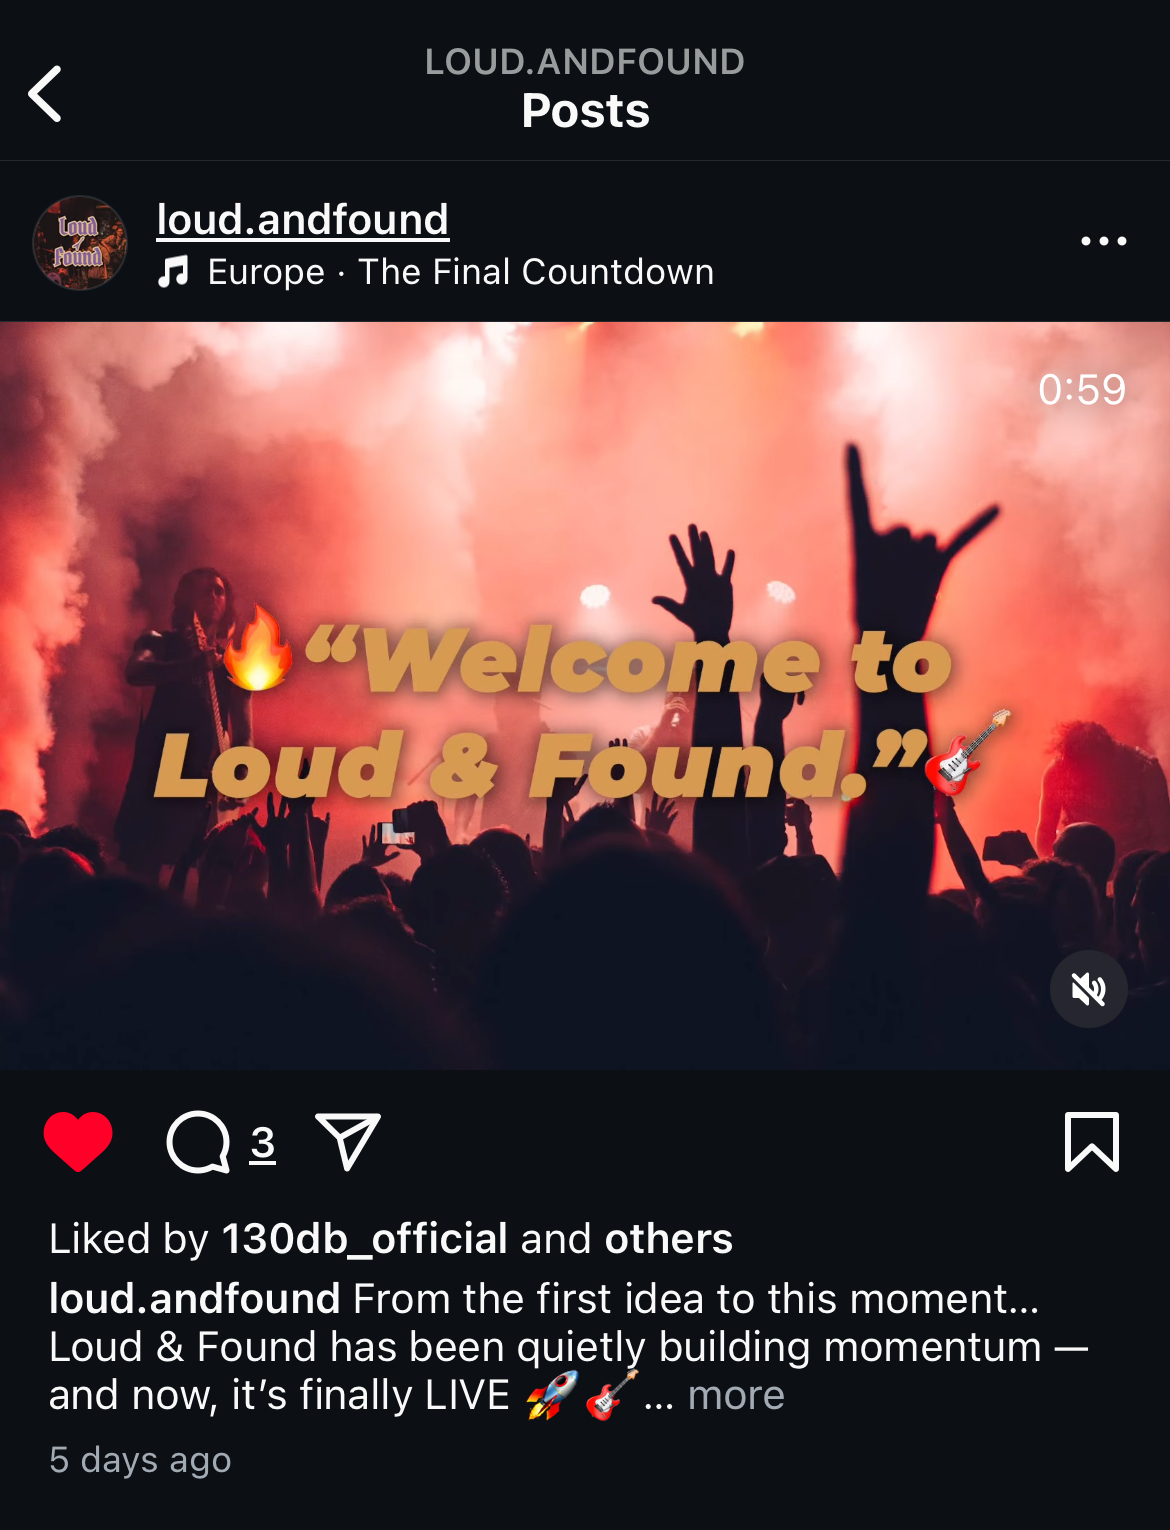 LOUD.ANDFOUND
Posts
Loud
&
Found
loud.andfound
Europe · The Final Countdown
0:59
🔥“Welcome to
Loud & Found.”🎸
3
Liked by 130db_official and others
loud.andfound From the first idea to this moment...
Loud & Found has been quietly building momentum —
and now, it’s finally LIVE 🚀🎸... more
5 days ago